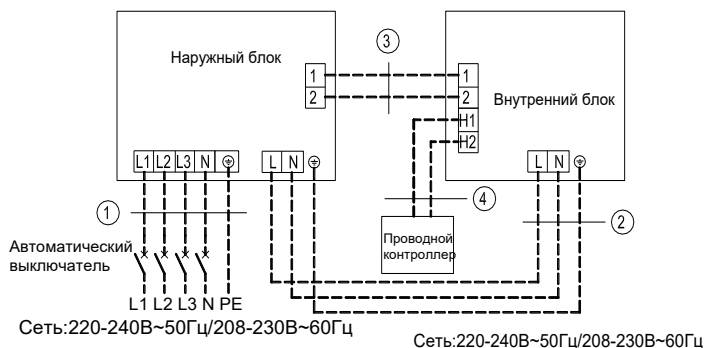 Наружный блок
1
2
L1 L2 L3 N
L N
3
1
2
H1
H2
Внутренний блок
L N
1
4
2
Проводной
контроллер
Автоматический
выключатель
L1 L2 L3 N PE
Сеть:220-240В~50Гц/208-230В~60Гц
Сеть:220-240В~50Гц/208-230В~60Гц